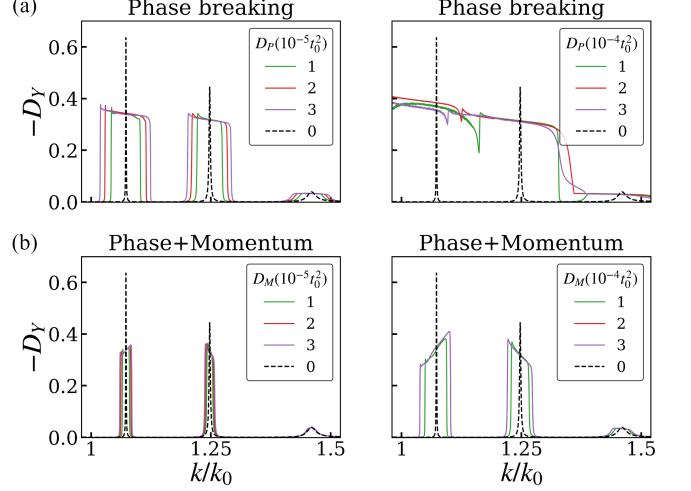 (a)
Phase breaking
Phase breaking
−D_Y
0.6
0.4
0.2
0.0
D_P(10^{-5}t_0^2)
1
2
3
0
D_P(10^{-4}t_0^2)
1
2
3
0
(b)
Phase+Momentum
Phase+Momentum
−D_Y
0.6
0.4
0.2
0.0
D_M(10^{-5}t_0^2)
1
2
3
0
D_M(10^{-4}t_0^2)
1
2
3
0
1
1.25
1.5
1
1.25
1.5
k/k_0
k/k_0